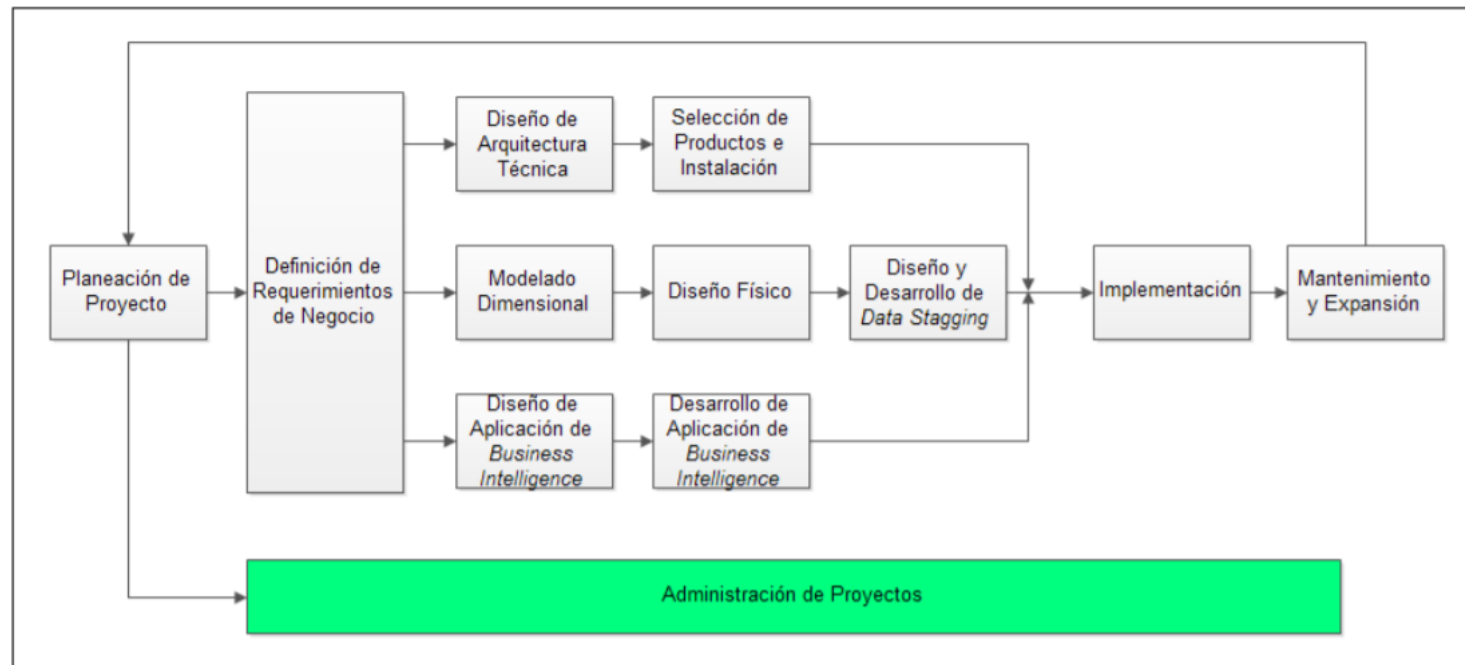 Diseño de
Arquitectura
Técnica
Selección de
Productos e
Instalación
Planeación de
Proyecto
Definición de
Requerimientos
de Negocio
Modelado
Dimensional
Diseño Físico
Diseño y
Desarrollo de
Data Stagging
Implementación
Mantenimiento
y Expansión
Diseño de
Aplicación de
Business
Intelligence
Desarrollo de
Aplicación de
Business
Intelligence
Administración de Proyectos